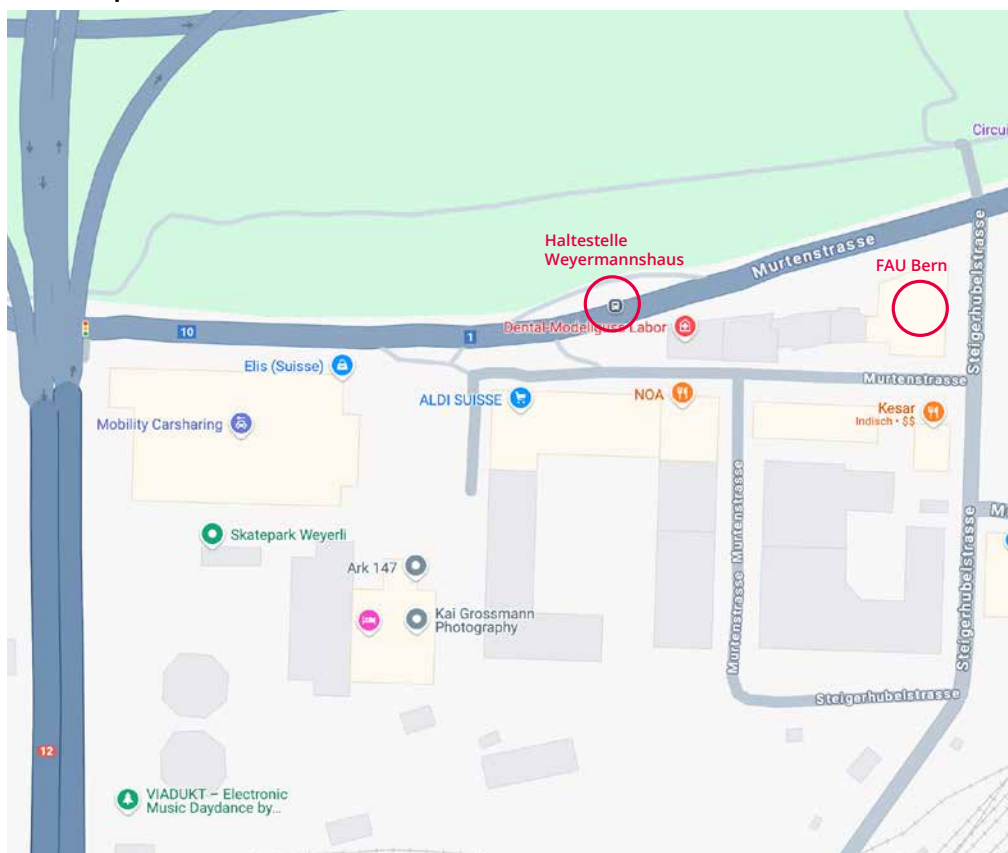 Circui
Haltestelle
Weyermannshaus
Murtenstrasse
FAU Bern
Steigerhubelstrasse
10
1
Dental-Modellguss Labor
Elis (Suisse)
Murtenstrasse
ALDI SUISSE
NOA
Kesar
Indisch • $$
Mobility Carsharing
M
Skatepark Weyerli
Murtenstrasse
Murtenstrasse
Steigerhubelstrasse
Ark 147
Kai Grossmann
Photography
Steigerhubelstrasse
12
VIADUKT – Electronic
Music Daydance by...